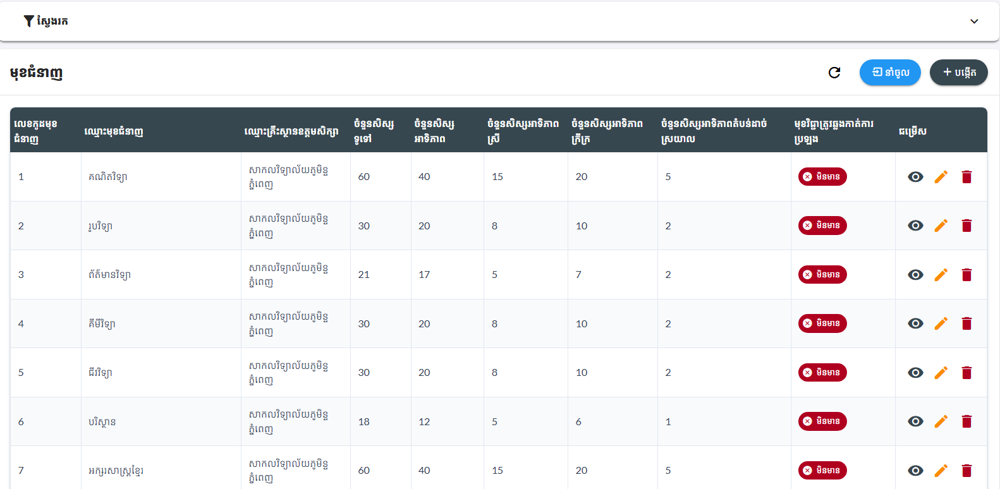 ស្វែងរក
មុខជំនាញ
នាំចូល
បង្កើត
លេខកូដមុខ
ជំនាញ
ឈ្មោះមុខជំនាញ
ឈ្មោះគ្រឹះស្ថានឧត្តមសិក្សា
ចំនួនសិស្ស
ទូទៅ
ចំនួនសិស្ស
អាទិភាព
ចំនួនសិស្សអាទិភាព
ស្រី
ចំនួនសិស្សអាទិភាព
ក្រីក្រ
ចំនួនសិស្សអាទិភាពតំបន់ដាច់
ស្រយាល
មុខវិជ្ជាត្រូវឆ្លងកាត់ការ
ប្រឡង
ជម្រើស
1
គណិតវិទ្យា
សាកលវិទ្យាល័យភូមិន្ទ
ភ្នំពេញ
60
40
15
20
5
មិនមាន
2
រូបវិទ្យា
សាកលវិទ្យាល័យភូមិន្ទ
ភ្នំពេញ
30
20
8
10
2
មិនមាន
3
ព័ត៌មានវិទ្យា
សាកលវិទ្យាល័យភូមិន្ទ
ភ្នំពេញ
21
17
5
7
2
មិនមាន
4
គីមីវិទ្យា
សាកលវិទ្យាល័យភូមិន្ទ
ភ្នំពេញ
30
20
8
10
2
មិនមាន
5
ជីវវិទ្យា
សាកលវិទ្យាល័យភូមិន្ទ
ភ្នំពេញ
30
20
8
10
2
មិនមាន
6
បរិស្ថាន
សាកលវិទ្យាល័យភូមិន្ទ
ភ្នំពេញ
18
12
5
6
1
មិនមាន
7
អក្សរសាស្ត្រខ្មែរ
សាកលវិទ្យាល័យភូមិន្ទ
ភ្នំពេញ
60
40
15
20
5
មិនមាន